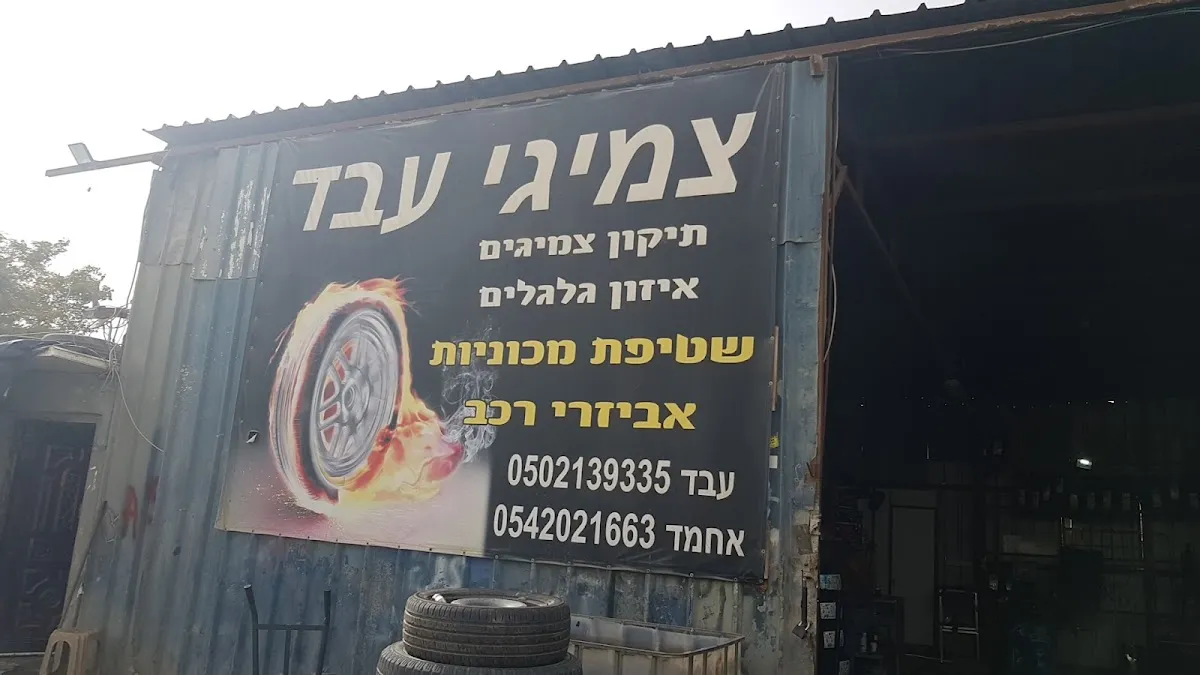 צמיגי עבד
תיקון צמיגים
איזון גלגלים
שטיפת מכוניות
אביזרי רכב
עבד 0502139335
אחמד 0542021663